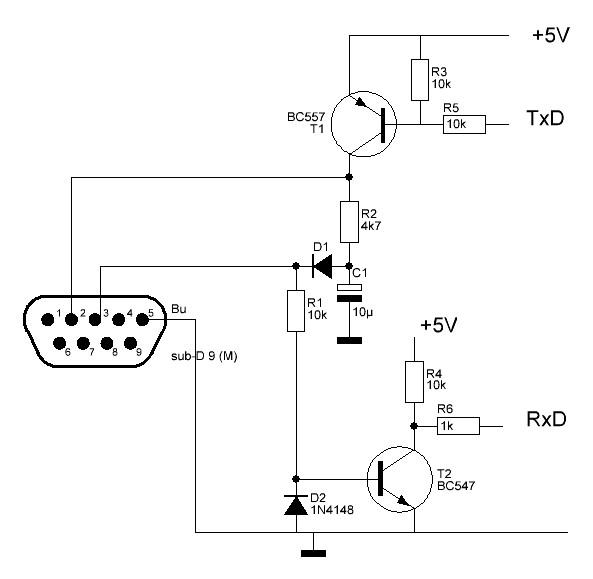 +5V
R3
10k
R5
10k
TxD
BC557
T1
R2
4k7
D1
C1
10µ
R1
10k
1 2 3 4 5
6 7 8 9
Bu
sub-D 9 (M)
+5V
R4
10k
R6
1k
RxD
T2
BC547
D2
1N4148